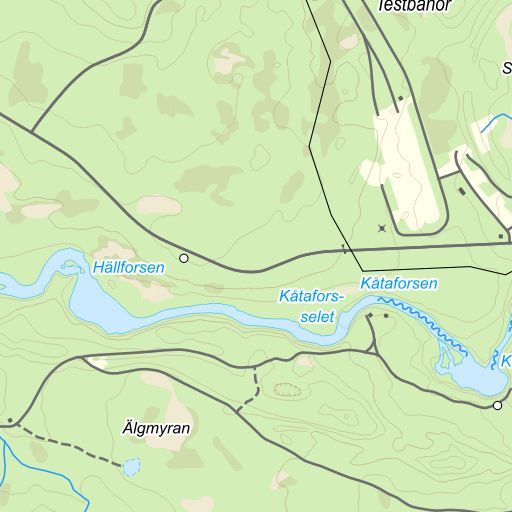 Testbanor
S
Hällforsen
Kåtaforsen
Kåtafors-
selet
K
Älgmyran